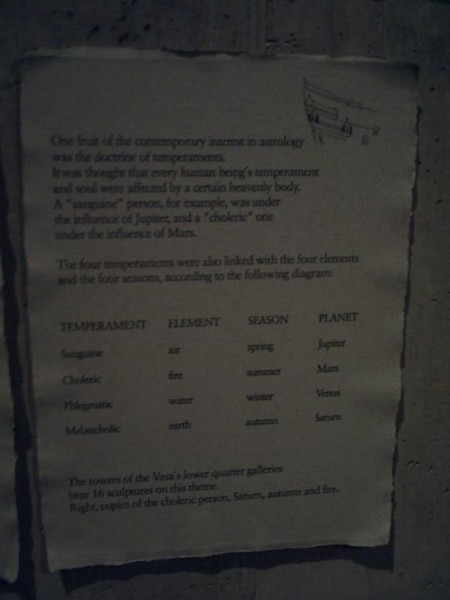 One fruit of the contemporary interest in astrology
was the doctrine of temperaments.
It was thought that every human being's temperament
and soul were affected by a certain heavenly body.
A "sanguine" person, for example, was under
the influence of Jupiter, and a "choleric" one
under the influence of Mars.
The four temperaments were also linked with the four elements
and the four seasons, according to the following diagram:
TEMPERAMENT ELEMENT SEASON PLANET
Sanguine air spring Jupiter
Choleric fire summer Mars
Phlegmatic water winter Venus
Melancholic earth autumn Saturn
The towers of the Vasa's lower quarter galleries
bear 16 sculptures on this theme.
Right, copies of the choleric person, Saturn, autumn and fire.